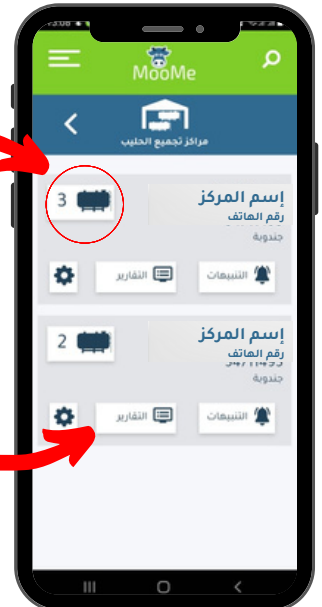 MooMe
مراكز تجميع الحليب
إسم المركز
3
رقم الهاتف
جندوبة
التنبيهات
التقارير
إسم المركز
2
رقم الهاتف
جندوبة
التنبيهات
التقارير